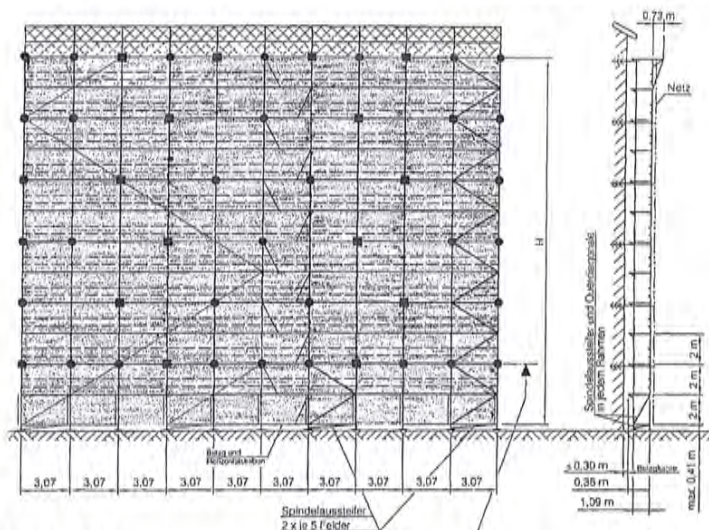 0,73 m
Netz
H
Spindelaussteifer und Querdiagonale
in jedem Rahmen
2 m
2 m
2 m
max. 0,41 m
Belag und
3,07 3,07 3,07 3,07 3,07 3,07 3,07 3,07 3,07 3,07
≤ 0,30 m
0,36 m
1,09 m
Spindelaussteifer
2 x je 5 Felder